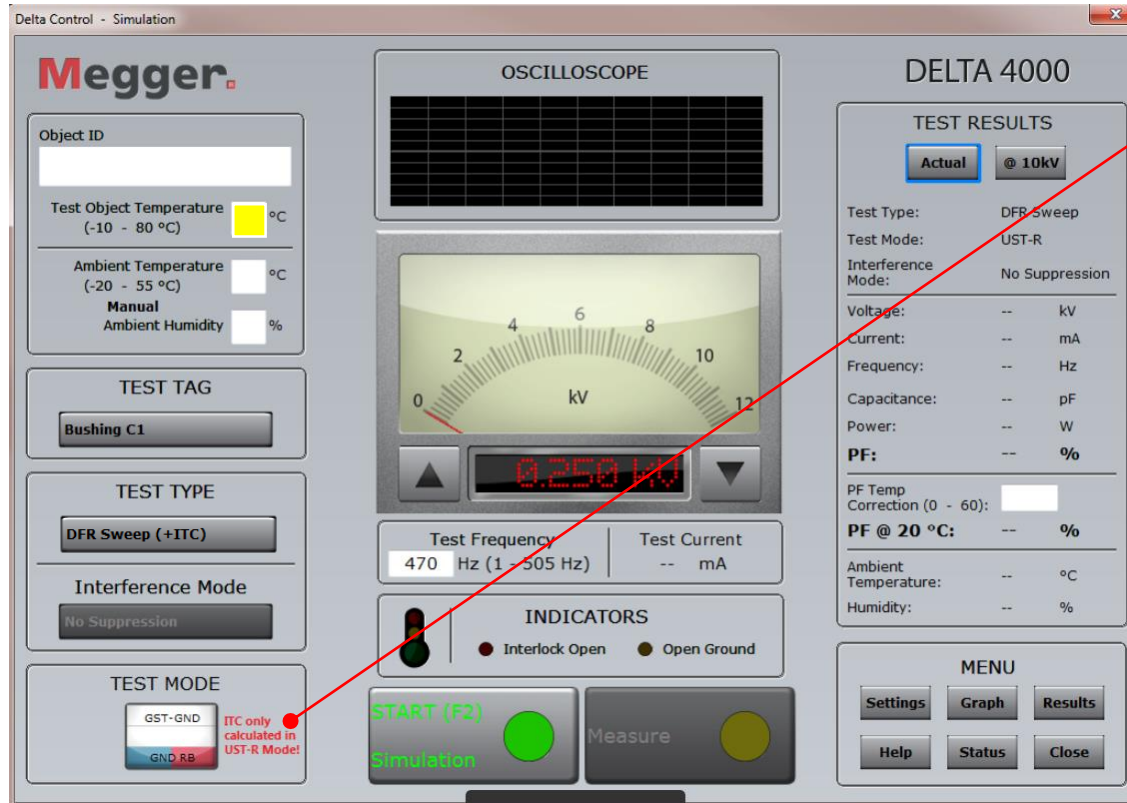 Delta Control - Simulation
Megger.
Object ID
Test Object Temperature
(-10 - 80 ºC)
ºC
Ambient Temperature
(-20 - 55 ºC)
ºC
Manual
Ambient Humidity
%
TEST TAG
Bushing C1
TEST TYPE
DFR Sweep (+ITC)
Interference Mode
No Suppression
TEST MODE
GST-GND
GND RB
ITC only
calculated in
UST-R Mode!
OSCILLOSCOPE
0 2 4 6 8 10 12
kV
0.250 kV
Test Frequency
470 Hz (1 - 505 Hz)
Test Current
-- mA
INDICATORS
Interlock Open
Open Ground
START (F2)
Simulation
Measure
DELTA 4000
TEST RESULTS
Actual @ 10kV
Test Type: DFR Sweep
Test Mode: UST-R
Interference
Mode: No Suppression
Voltage: -- kV
Current: -- mA
Frequency: -- Hz
Capacitance: -- pF
Power: -- W
PF: -- %
PF Temp
Correction (0 - 60):
PF @ 20 ºC: -- %
Ambient
Temperature: -- ºC
Humidity: -- %
MENU
Settings Graph Results
Help Status Close